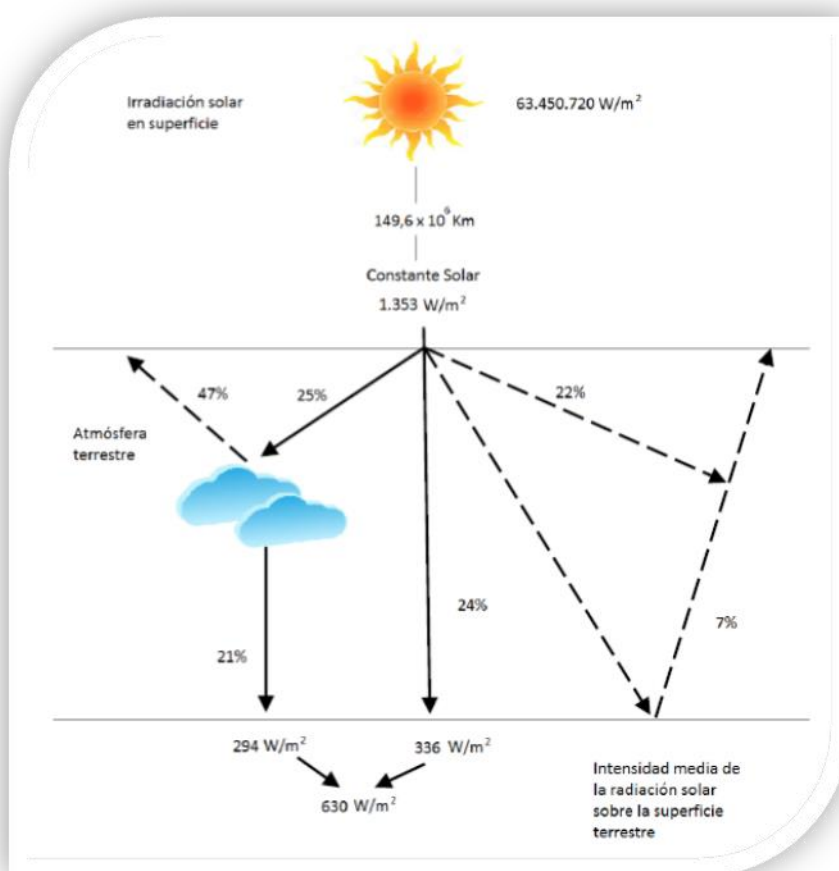 Irradiación solar
en superficie
63.450.720 W/m²
149,6 x 10⁶ Km
Constante Solar
1.353 W/m²
47%
25%
22%
Atmósfera
terrestre
24%
7%
21%
294 W/m²
336 W/m²
630 W/m²
Intensidad media de
la radiación solar
sobre la superficie
terrestre